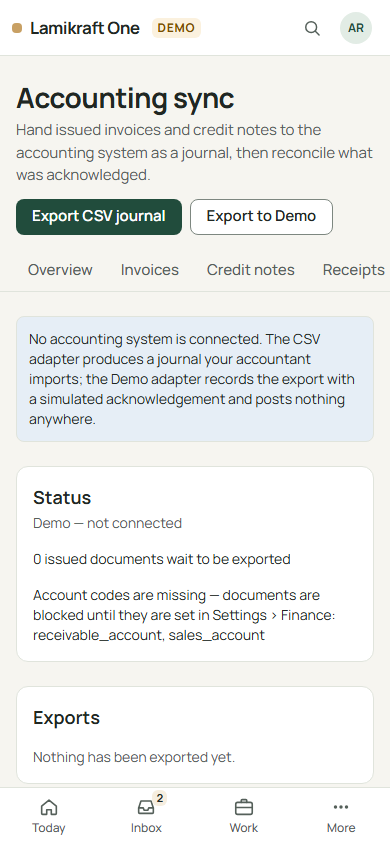 Lamikraft One DEMO AR
Accounting sync
Hand issued invoices and credit notes to the
accounting system as a journal, then reconcile what
was acknowledged.
Export CSV journal Export to Demo
Overview Invoices Credit notes Receipts
No accounting system is connected. The CSV
adapter produces a journal your accountant
imports; the Demo adapter records the export with
a simulated acknowledgement and posts nothing
anywhere.
Status
Demo — not connected
0 issued documents wait to be exported
Account codes are missing — documents are
blocked until they are set in Settings › Finance:
receivable_account, sales_account
Exports
Nothing has been exported yet.
2
Today Inbox Work More